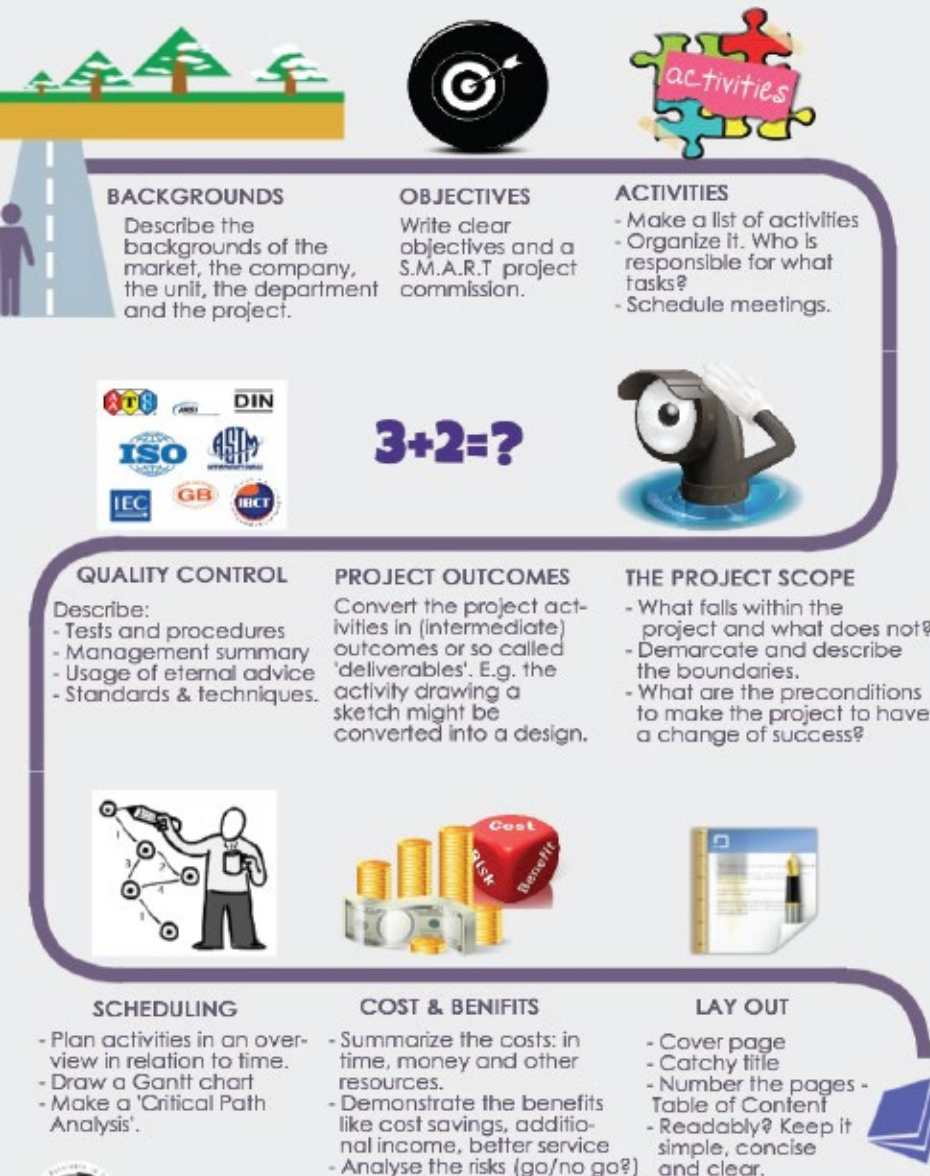 activities
BACKGROUNDS
Describe the
backgrounds of the
market, the company,
the unit, the department
and the project.
OBJECTIVES
Write clear
objectives and a
S.M.A.R.T project
commission.
ACTIVITIES
- Make a list of activities
- Organize it. Who is
responsible for what
tasks?
- Schedule meetings.
DIN
ANSI
ISO
ASTM
IEC
GB
IBCT
3+2=?
QUALITY CONTROL
Describe:
- Tests and procedures
- Management summary
- Usage of eternal advice
- Standards & techniques.
PROJECT OUTCOMES
Convert the project act-
ivities in (intermediate)
outcomes or so called
'deliverables'. E.g. the
activity drawing a
sketch might be
converted into a design.
THE PROJECT SCOPE
- What falls within the
project and what does not?
- Demarcate and describe
the boundaries.
- What are the preconditions
to make the project to have
a change of success?
1
3
2
4
1
Cost
Risk
Benefit
SCHEDULING
- Plan activities in an over-
view in relation to time.
- Draw a Gantt chart
- Make a 'Critical Path
Analysis'.
COST & BENIFITS
- Summarize the costs: in
time, money and other
resources.
- Demonstrate the benefits
like cost savings, additio-
nal income, better service
- Analyse the risks (go/no go?)
LAY OUT
- Cover page
- Catchy title
- Number the pages -
Table of Content
- Readably? Keep it
simple, concise
and clear.